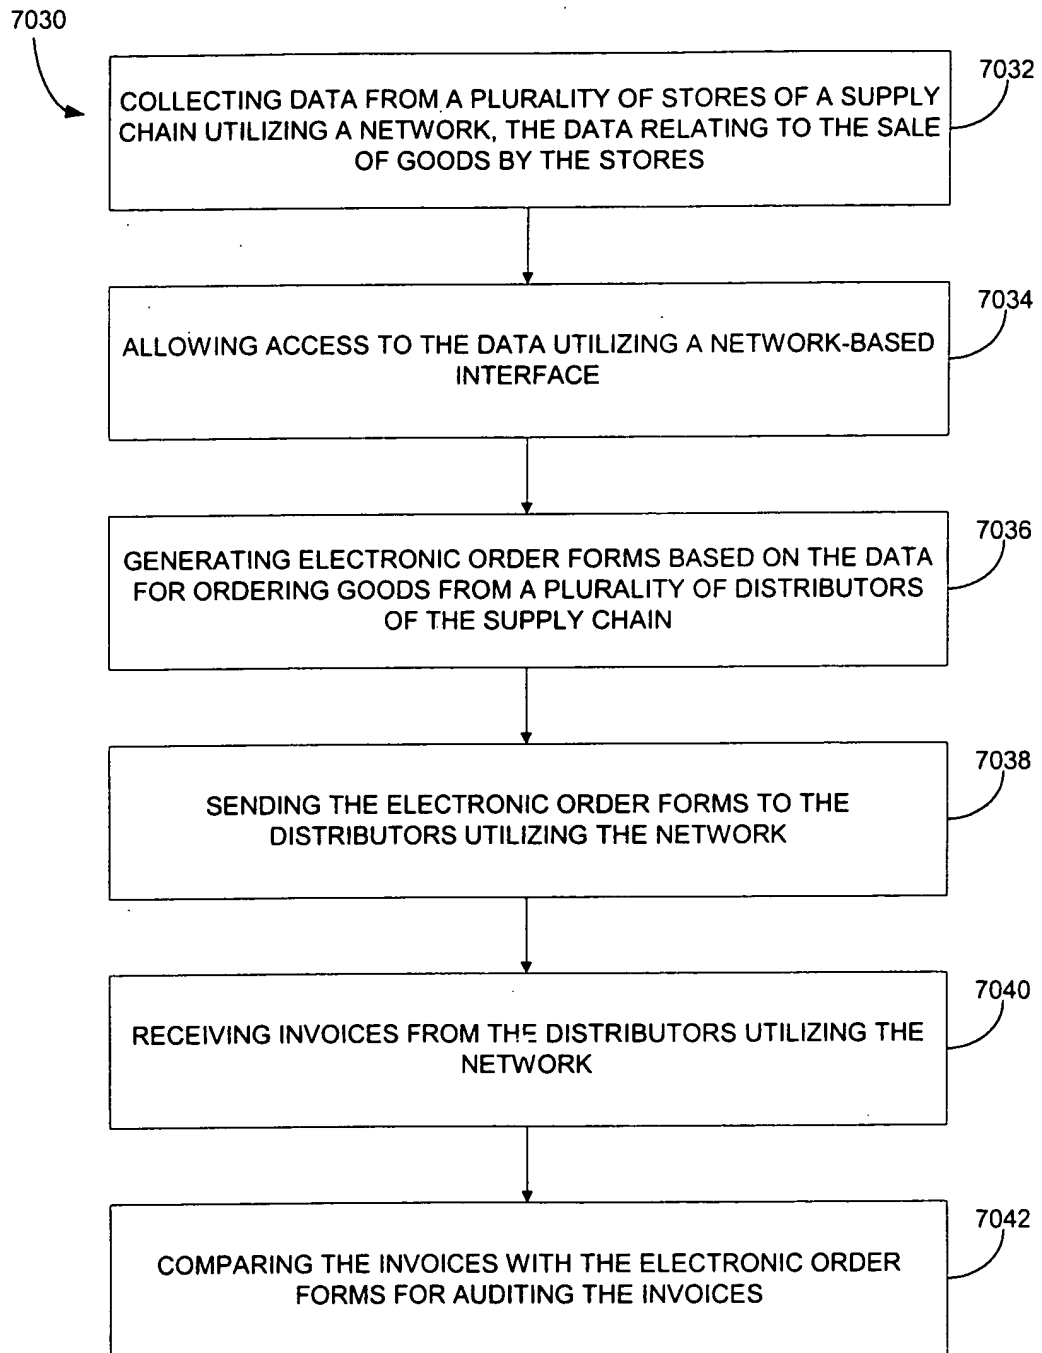 7030
7032
COLLECTING DATA FROM A PLURALITY OF STORES OF A SUPPLY
CHAIN UTILIZING A NETWORK, THE DATA RELATING TO THE SALE
OF GOODS BY THE STORES
7034
ALLOWING ACCESS TO THE DATA UTILIZING A NETWORK-BASED
INTERFACE
7036
GENERATING ELECTRONIC ORDER FORMS BASED ON THE DATA
FOR ORDERING GOODS FROM A PLURALITY OF DISTRIBUTORS
OF THE SUPPLY CHAIN
7038
SENDING THE ELECTRONIC ORDER FORMS TO THE
DISTRIBUTORS UTILIZING THE NETWORK
7040
RECEIVING INVOICES FROM THE DISTRIBUTORS UTILIZING THE
NETWORK
7042
COMPARING THE INVOICES WITH THE ELECTRONIC ORDER
FORMS FOR AUDITING THE INVOICES